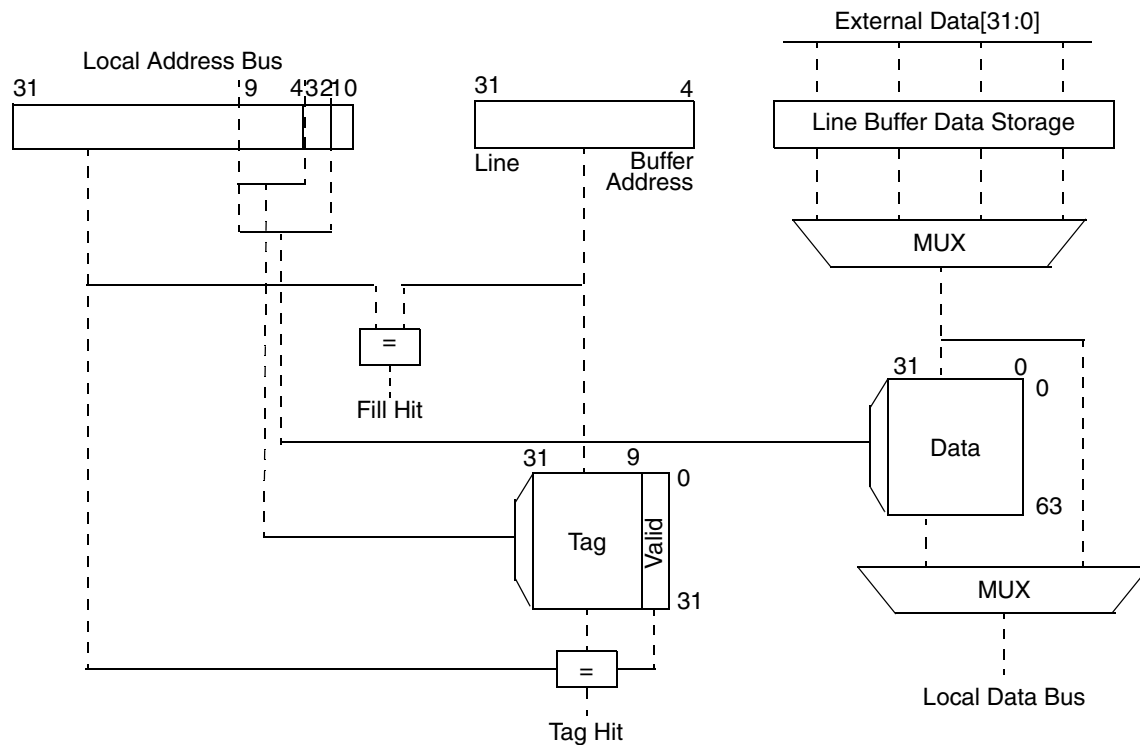 External Data[31:0]
Local Address Bus
31 9 4 3 2 1 0
31 4
Line Buffer Data Storage
Line Buffer
Address
MUX
=
31 0
0
Fill Hit
Data
31 9
0
63
Tag
Valid
31
MUX
=
Local Data Bus
Tag Hit